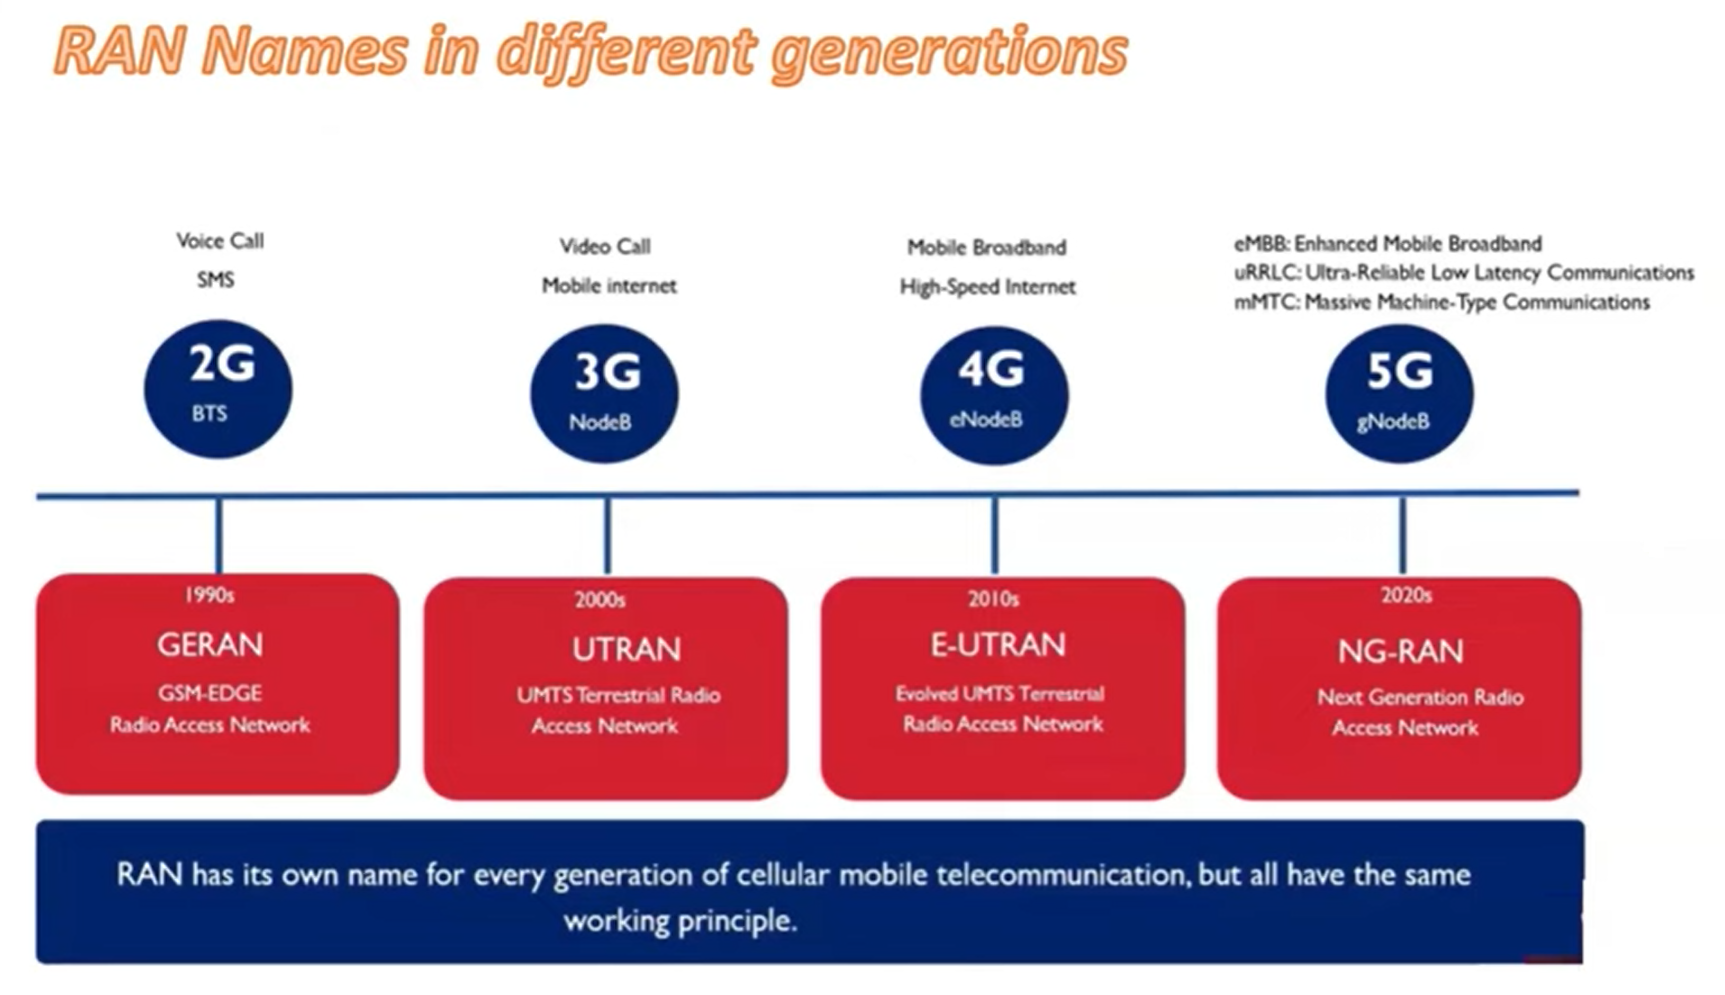 RAN Names in different generations
Voice Call
SMS
2G
BTS
Video Call
Mobile internet
3G
NodeB
Mobile Broadband
High-Speed Internet
4G
eNodeB
eMBB: Enhanced Mobile Broadband
uRRLC: Ultra-Reliable Low Latency Communications
mMTC: Massive Machine-Type Communications
5G
gNodeB
1990s
GERAN
GSM-EDGE
Radio Access Network
2000s
UTRAN
UMTS Terrestrial Radio
Access Network
2010s
E-UTRAN
Evolved UMTS Terrestrial
Radio Access Network
2020s
NG-RAN
Next Generation Radio
Access Network
RAN has its own name for every generation of cellular mobile telecommunication, but all have the same
working principle.